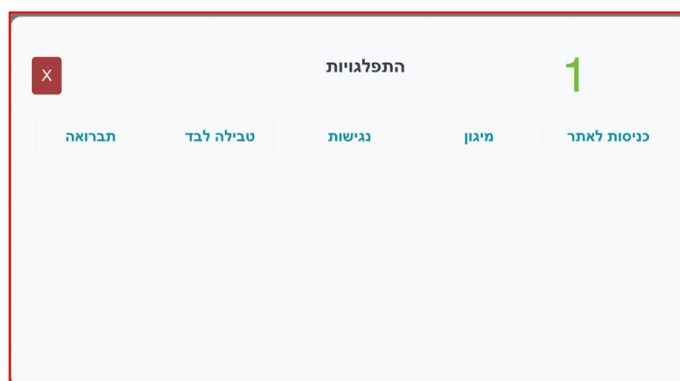 התפלגויות
1
X
כניסות לאתר
מיגון
נגישות
טבילה לבד
תברואה